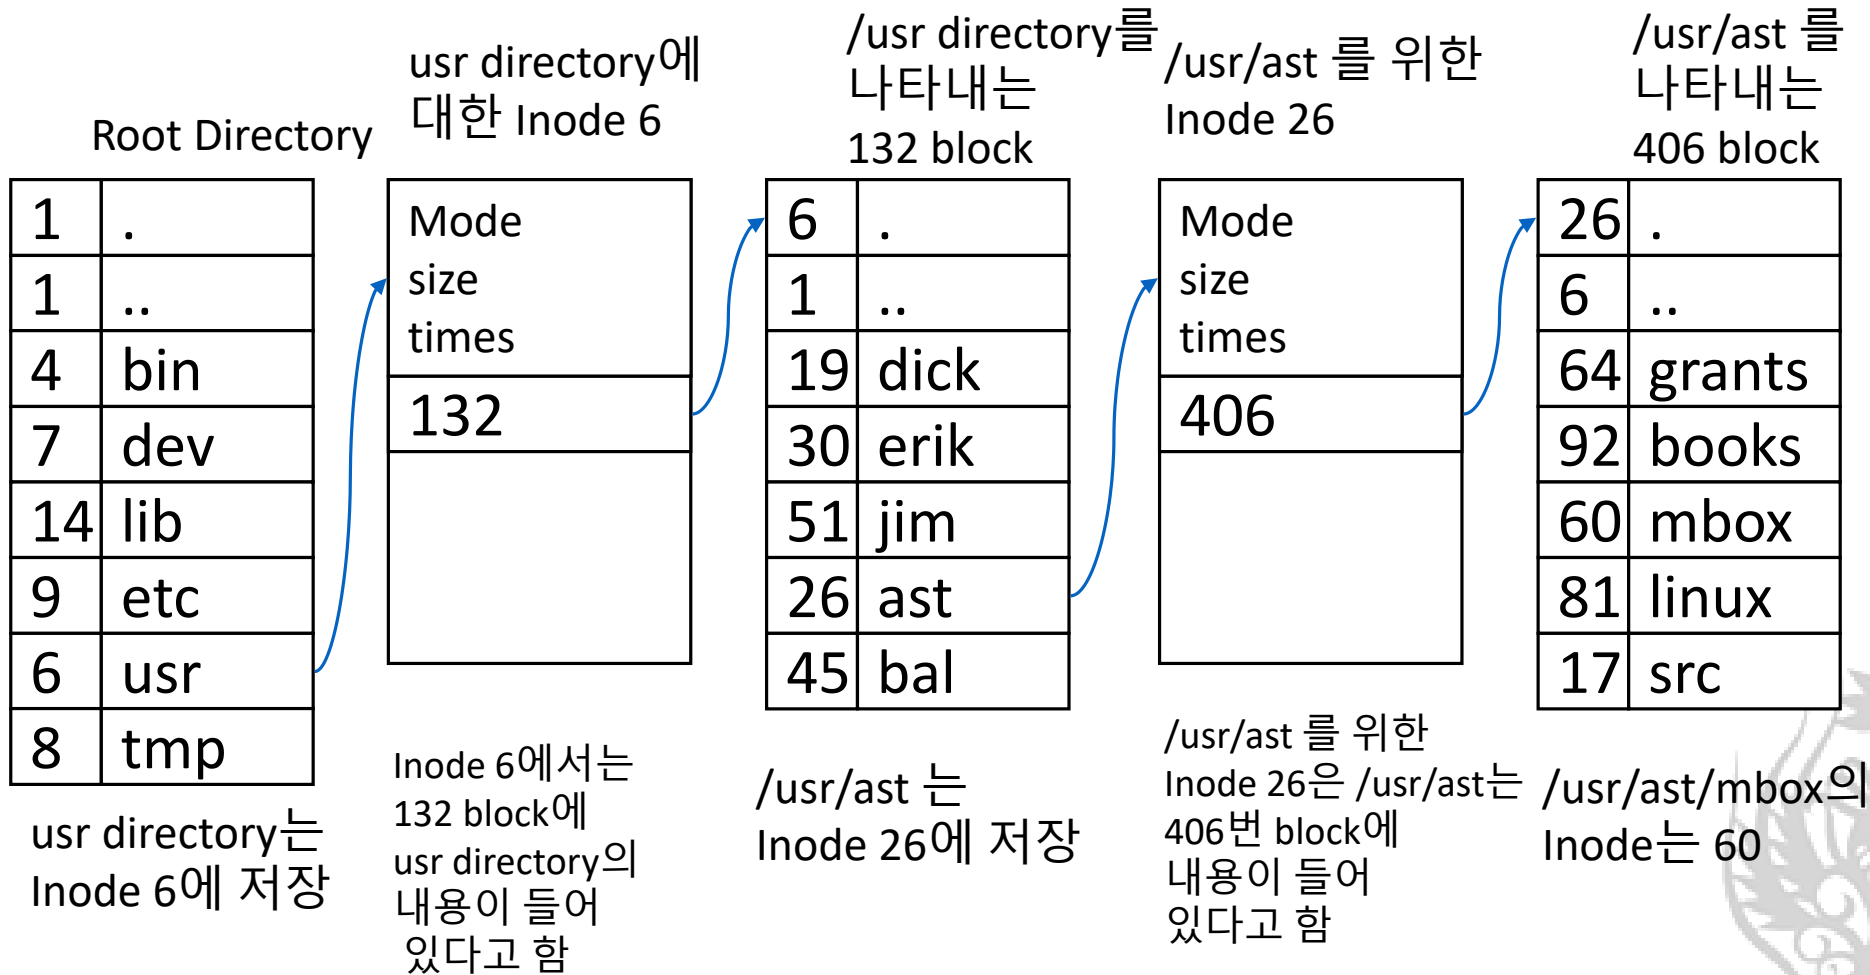 Root Directory
1 .
1 ..
4 bin
7 dev
14 lib
9 etc
6 usr
8 tmp
usr directory는
Inode 6에 저장
usr directory에
대한 Inode 6
Mode
size
times
132
Inode 6에서는
132 block에
usr directory의
내용이 들어
있다고 함
/usr directory를
나타내는
132 block
6 .
1 ..
19 dick
30 erik
51 jim
26 ast
45 bal
/usr/ast 는
Inode 26에 저장
/usr/ast 를 위한
Inode 26
Mode
size
times
406
/usr/ast 를 위한
Inode 26은 /usr/ast는
406번 block에
내용이 들어
있다고 함
/usr/ast 를
나타내는
406 block
26 .
6 ..
64 grants
92 books
60 mbox
81 linux
17 src
/usr/ast/mbox의
Inode는 60